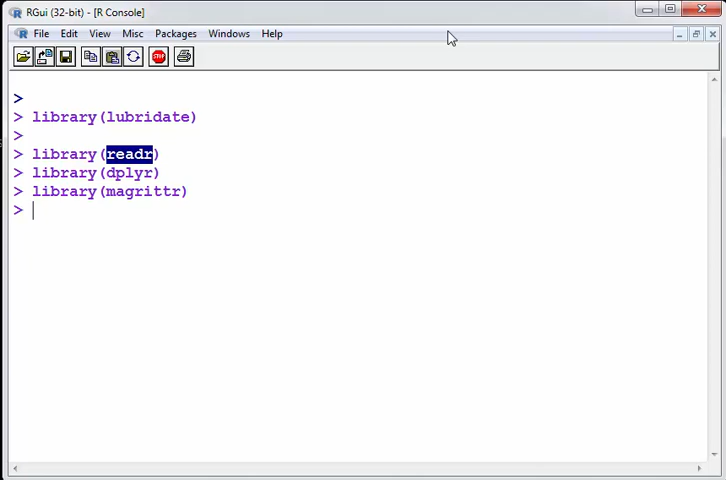 RGui (32-bit) - [R Console]
File Edit View Misc Packages Windows Help
STOP
>
> library(lubridate)
>
> library(readr)
> library(dplyr)
> library(magrittr)
>